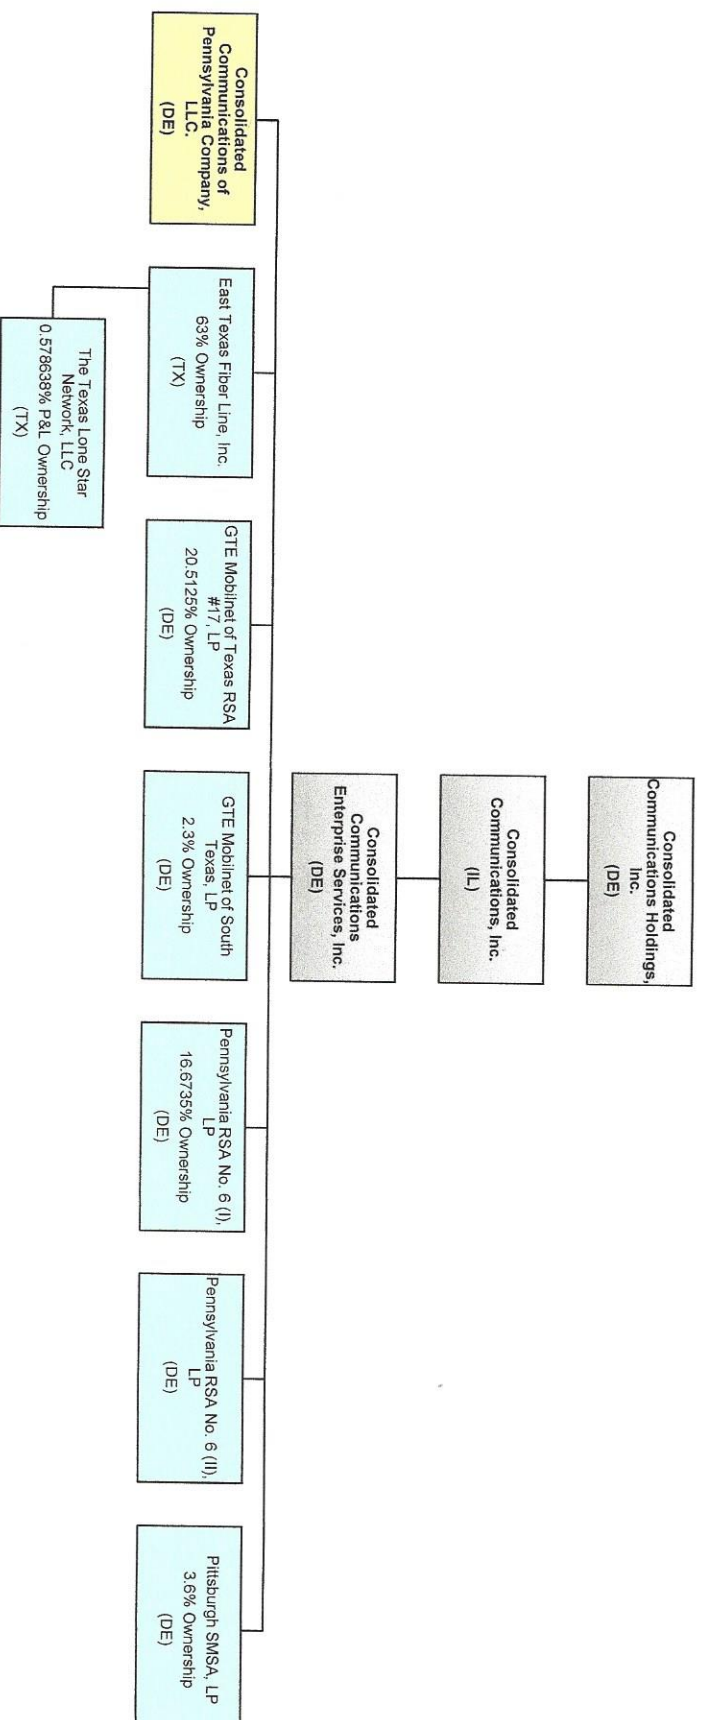 Consolidated
Communications Holdings,
Inc.
(DE)
Consolidated
Communications, Inc.
(IL)
Consolidated
Communications
Enterprise Services, Inc.
(DE)
Consolidated
Communications of
Pennsylvania Company,
LLC.
(DE)
East Texas Fiber Line, Inc.
63% Ownership
(TX)
GTE Mobilnet of Texas RSA
#17, LP
20.5125% Ownership
(DE)
GTE Mobilnet of South
Texas, LP
2.3% Ownership
(DE)
Pennsylvania RSA No. 6 (I),
LP
16.6735% Ownership
(DE)
Pennsylvania RSA No. 6 (II),
LP
(DE)
Pittsburgh SMSA, LP
3.6% Ownership
(DE)
The Texas Lone Star
Network, LLC
0.578638% P&L Ownership
(TX)